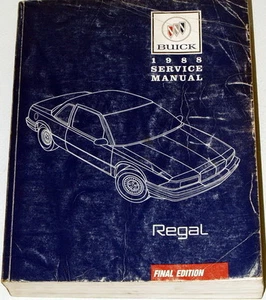 BUICK
1988
SERVICE
MANUAL
Regal
FINAL EDITION